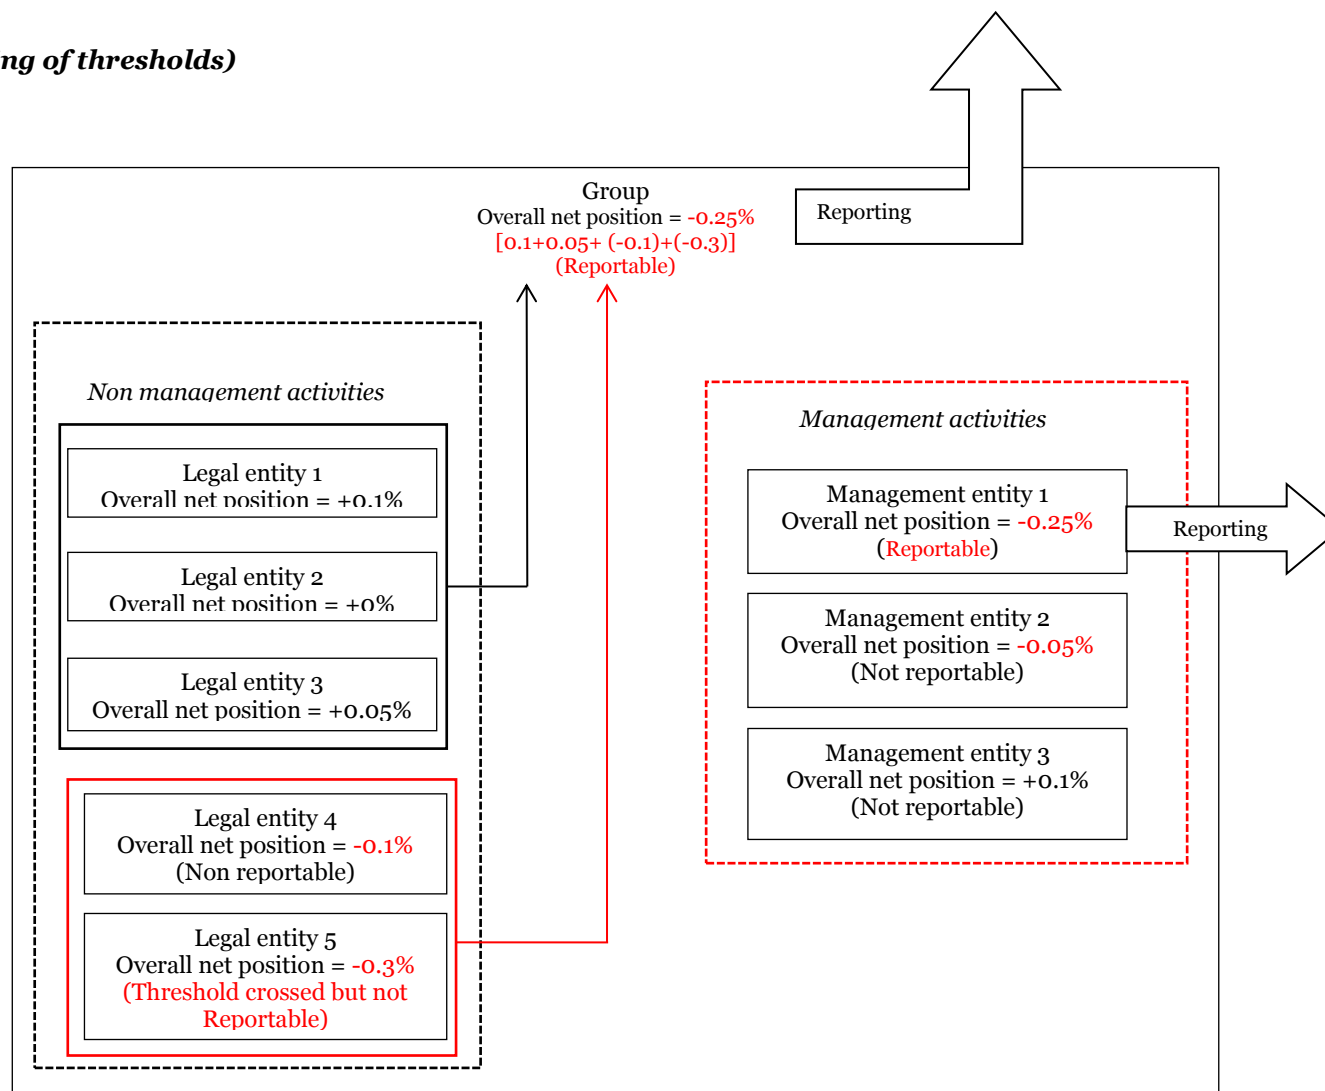 ng of thresholds)
Group
Overall net position = -0.25%
[0.1+0.05+ (-0.1)+(-0.3)]
(Reportable)
Reporting
Non management activities
Legal entity 1
Overall net position = +0.1%
Legal entity 2
Overall net position = +0%
Legal entity 3
Overall net position = +0.05%
Legal entity 4
Overall net position = -0.1%
(Non reportable)
Legal entity 5
Overall net position = -0.3%
(Threshold crossed but not
Reportable)
Management activities
Management entity 1
Overall net position = -0.25%
(Reportable)
Reporting
Management entity 2
Overall net position = -0.05%
(Not reportable)
Management entity 3
Overall net position = +0.1%
(Not reportable)